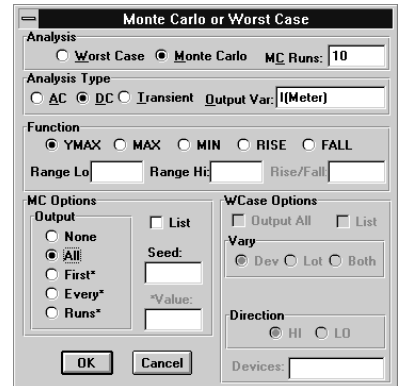 Monte Carlo or Worst Case
Analysis
Worst Case Monte Carlo MC Runs: 10
Analysis Type
AC DC Transient Output Var: I(Meter)
Function
YMAX MAX MIN RISE FALL
Range Lo Range Hi: Rise/Fall:
MC Options
Output
None
All
First*
Every*
Runs*
List
Seed:
*Value:
OK Cancel
WCase Options
Output All List
Vary
Dev Lot Both
Direction
HI LO
Devices: